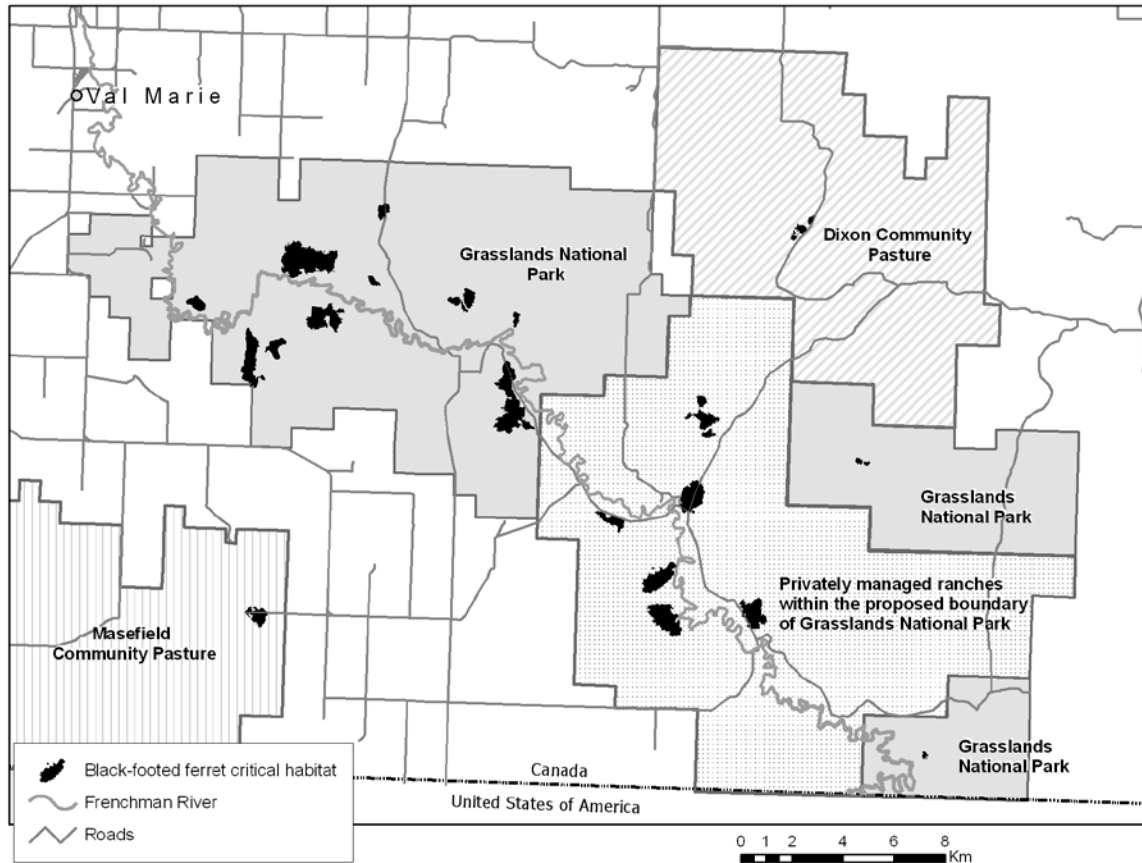 Val Marie
Grasslands National
Park
Dixon Community
Pasture
Grasslands
National Park
Privately managed ranches
within the proposed boundary
of Grasslands National Park
Masefield
Community Pasture
Grasslands
National Park
Canada
United States of America
Black-footed ferret critical habitat
Frenchman River
Roads
0 1 2 4 6 8
Km